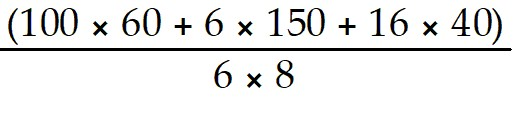 (100 × 60 + 6 × 150 + 16 × 40)
6 × 8